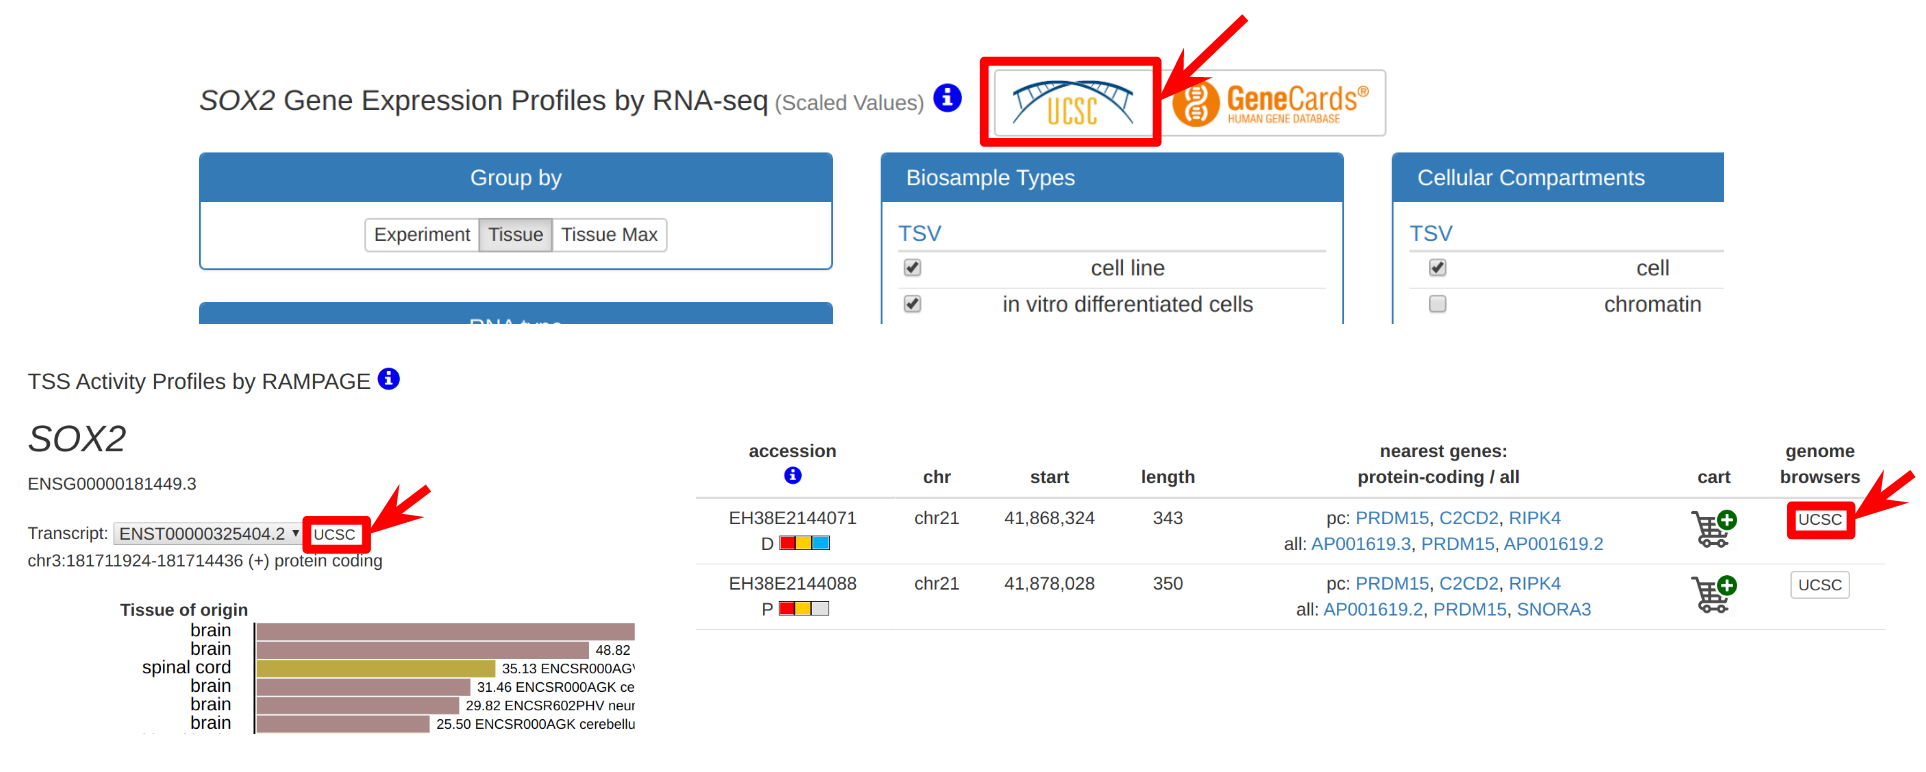 SOX2 Gene Expression Profiles by RNA-seq (Scaled Values)
UCSC
GeneCards®
HUMAN GENE DATABASE
Group by
Experiment Tissue Tissue Max
Biosample Types
TSV
cell line
in vitro differentiated cells
Cellular Compartments
TSV
cell
chromatin
TSS Activity Profiles by RAMPAGE
SOX2
ENSG00000181449.3
Transcript: ENST00000325404.2 UCSC
chr3:181711924-181714436 (+) protein coding
Tissue of origin
brain
brain 48.82
spinal cord 35.13 ENCSR000AGV
brain 31.46 ENCSR000AGK ce
brain 29.82 ENCSR602PHV neur
brain 25.50 ENCSR000AGK cerebellu
accession chr start length nearest genes: protein-coding / all cart genome browsers
EH38E2144071 chr21 41,868,324 343 pc: PRDM15, C2CD2, RIPK4 UCSC
D all: AP001619.3, PRDM15, AP001619.2
EH38E2144088 chr21 41,878,028 350 pc: PRDM15, C2CD2, RIPK4 UCSC
P all: AP001619.2, PRDM15, SNORA3